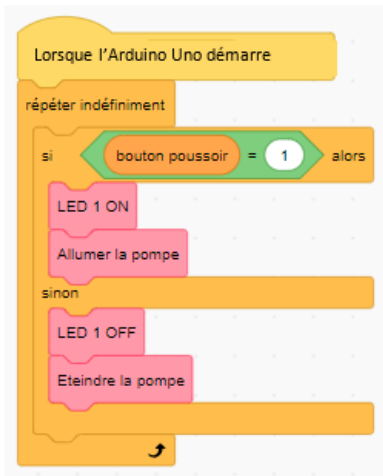 Lorsque l’Arduino Uno démarre
répéter indéfiniment
si bouton poussoir = 1 alors
LED 1 ON
Allumer la pompe
sinon
LED 1 OFF
Eteindre la pompe